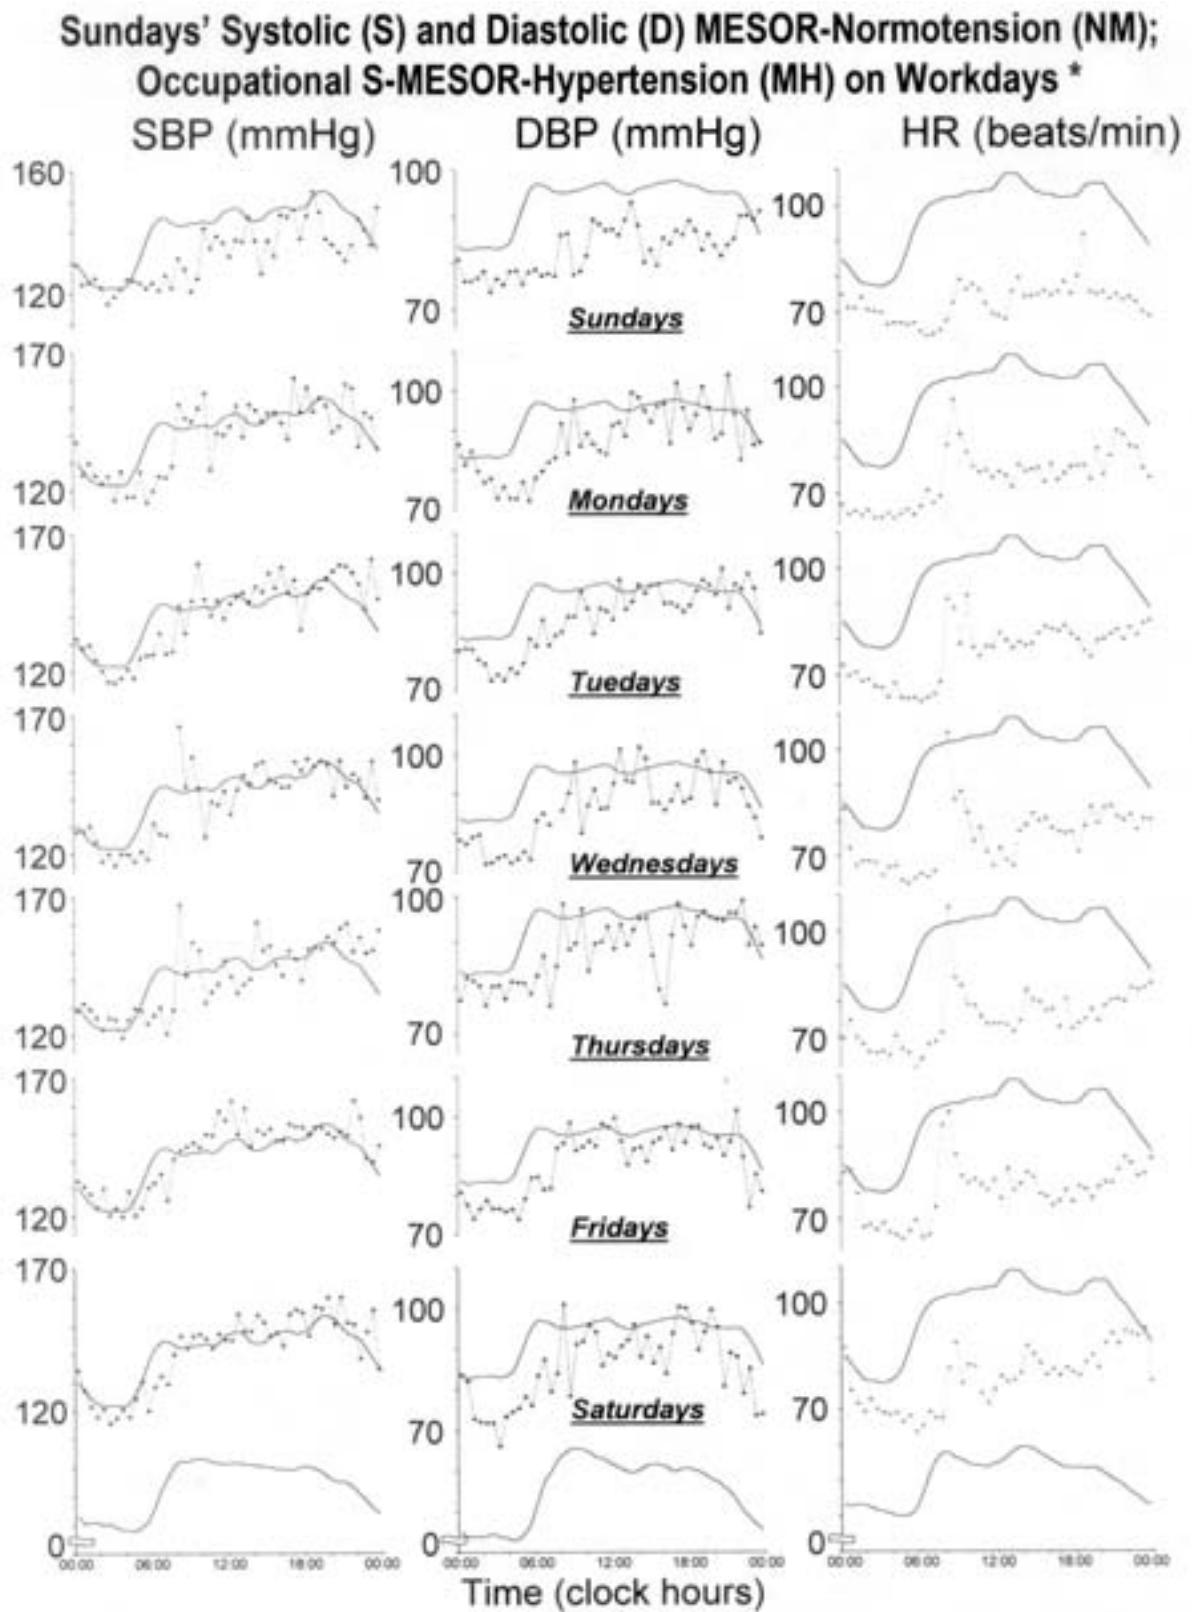 Sundays' Systolic (S) and Diastolic (D) MESOR-Normotension (NM);
Occupational S-MESOR-Hypertension (MH) on Workdays *
SBP (mmHg) DBP (mmHg) HR (beats/min)
160 100 100
120 70 70
Sundays
170 100 100
120 70 70
Mondays
170 100 100
120 70 70
Tuedays
170 100 100
120 70 70
Wednesdays
170 100 100
120 70 70
Thursdays
170 100 100
120 70 70
Fridays
170 100 100
120 70 70
Saturdays
0 0 0
00:00 06:00 12:00 18:00 00:00 00:00 06:00 12:00 18:00 00:00 00:00 06:00 12:00 18:00 00:00
Time (clock hours)